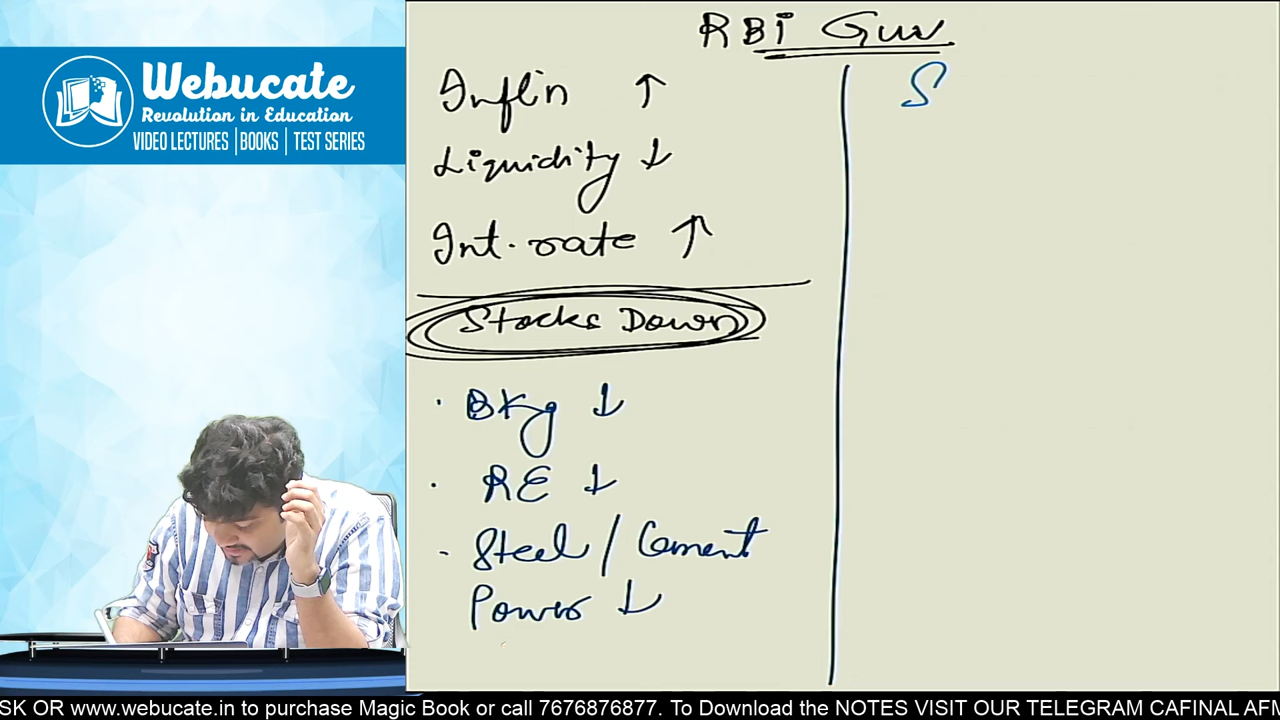 Webucate
Revolution in Education
VIDEO LECTURES | BOOKS | TEST SERIES
RBI Guv
Infln ↑
Liquidity ↓
Int. rate ↑
Stocks Down
· Bkg ↓
· RE ↓
- Steel / Cement
Power ↓
S
SK OR www.webucate.in to purchase Magic Book or call 7676876877. To Download the NOTES VISIT OUR TELEGRAM CAFINAL AFM